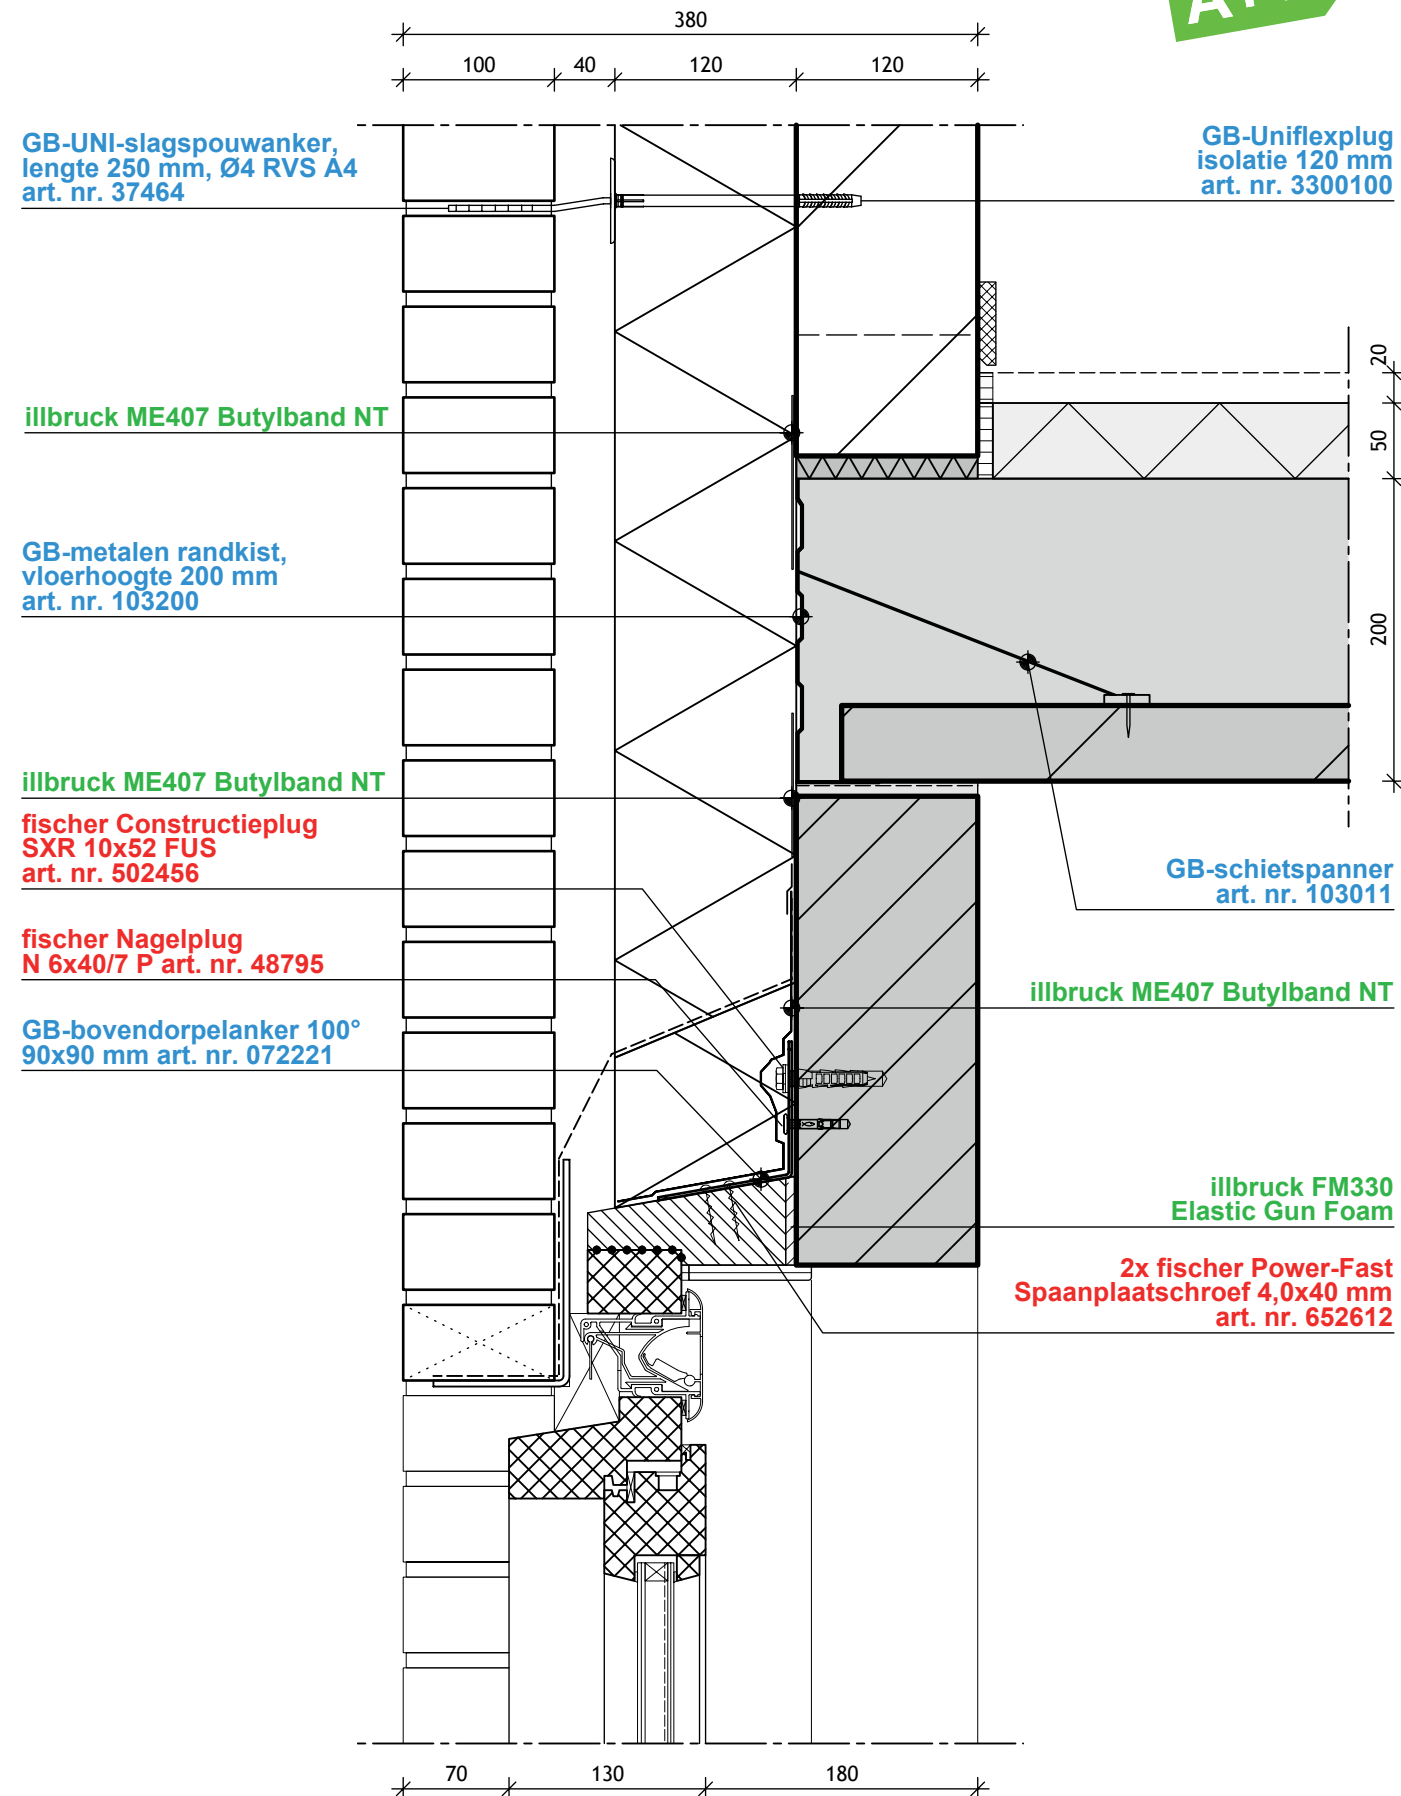 380
100
40
120
120
GB-UNI-slagspouwanker,
lengte 250 mm, Ø4 RVS A4
art. nr. 37464
GB-Uniflexplug
isolatie 120 mm
art. nr. 3300100
20
illbruck ME407 Butylband NT
50
GB-metalen randkist,
vloerhoogte 200 mm
art. nr. 103200
200
illbruck ME407 Butylband NT
fischer Constructieplug
SXR 10x52 FUS
art. nr. 502456
GB-schietspanner
art. nr. 103011
fischer Nagelplug
N 6x40/7 P art. nr. 48795
illbruck ME407 Butylband NT
GB-bovendorpelanker 100°
90x90 mm art. nr. 072221
illbruck FM330
Elastic Gun Foam
2x fischer Power-Fast
Spaanplaatschroef 4,0x40 mm
art. nr. 652612
70
130
180